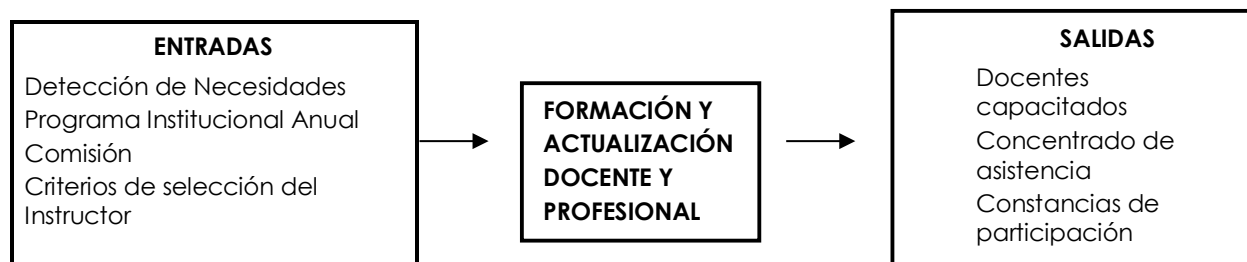 ENTRADAS
Detección de Necesidades
Programa Institucional Anual
Comisión
Criterios de selección del
Instructor
FORMACIÓN Y
ACTUALIZACIÓN
DOCENTE Y
PROFESIONAL
SALIDAS
Docentes
capacitados
Concentrado de
asistencia
Constancias de
participación